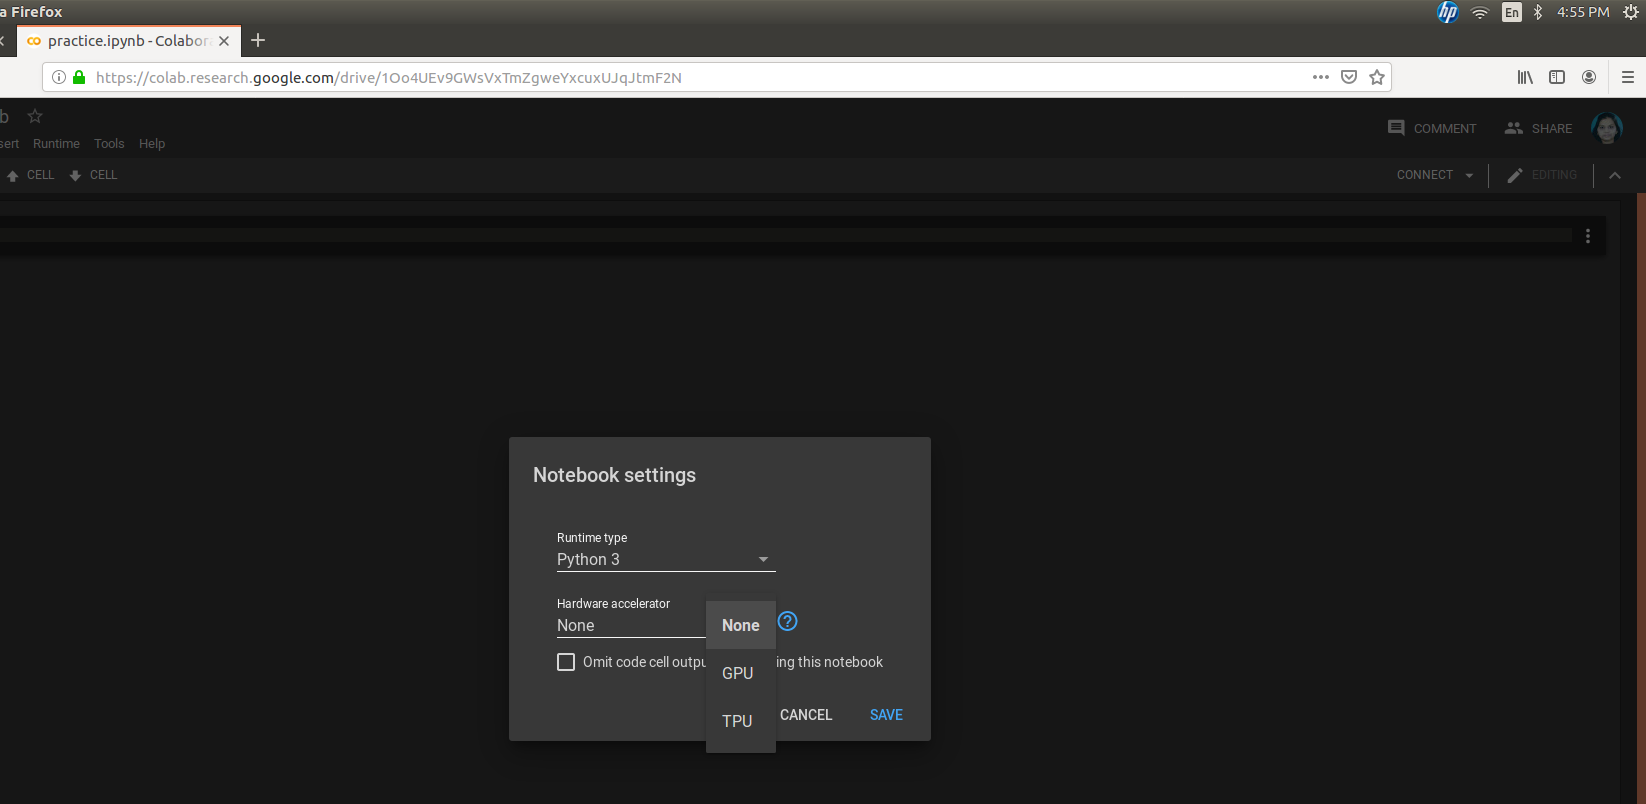 a Firefox
hp
En
4:55 PM
practice.ipynb - Colabor
https://colab.research.google.com/drive/1Oo4UEv9GWsVxTmZgweYxcuxUJqJtmF2N
b
sert Runtime Tools Help
COMMENT SHARE
CELL CELL
CONNECT EDITING
Notebook settings
Runtime type
Python 3
Hardware accelerator
None
None
GPU
TPU
Omit code cell outpu ing this notebook
CANCEL SAVE